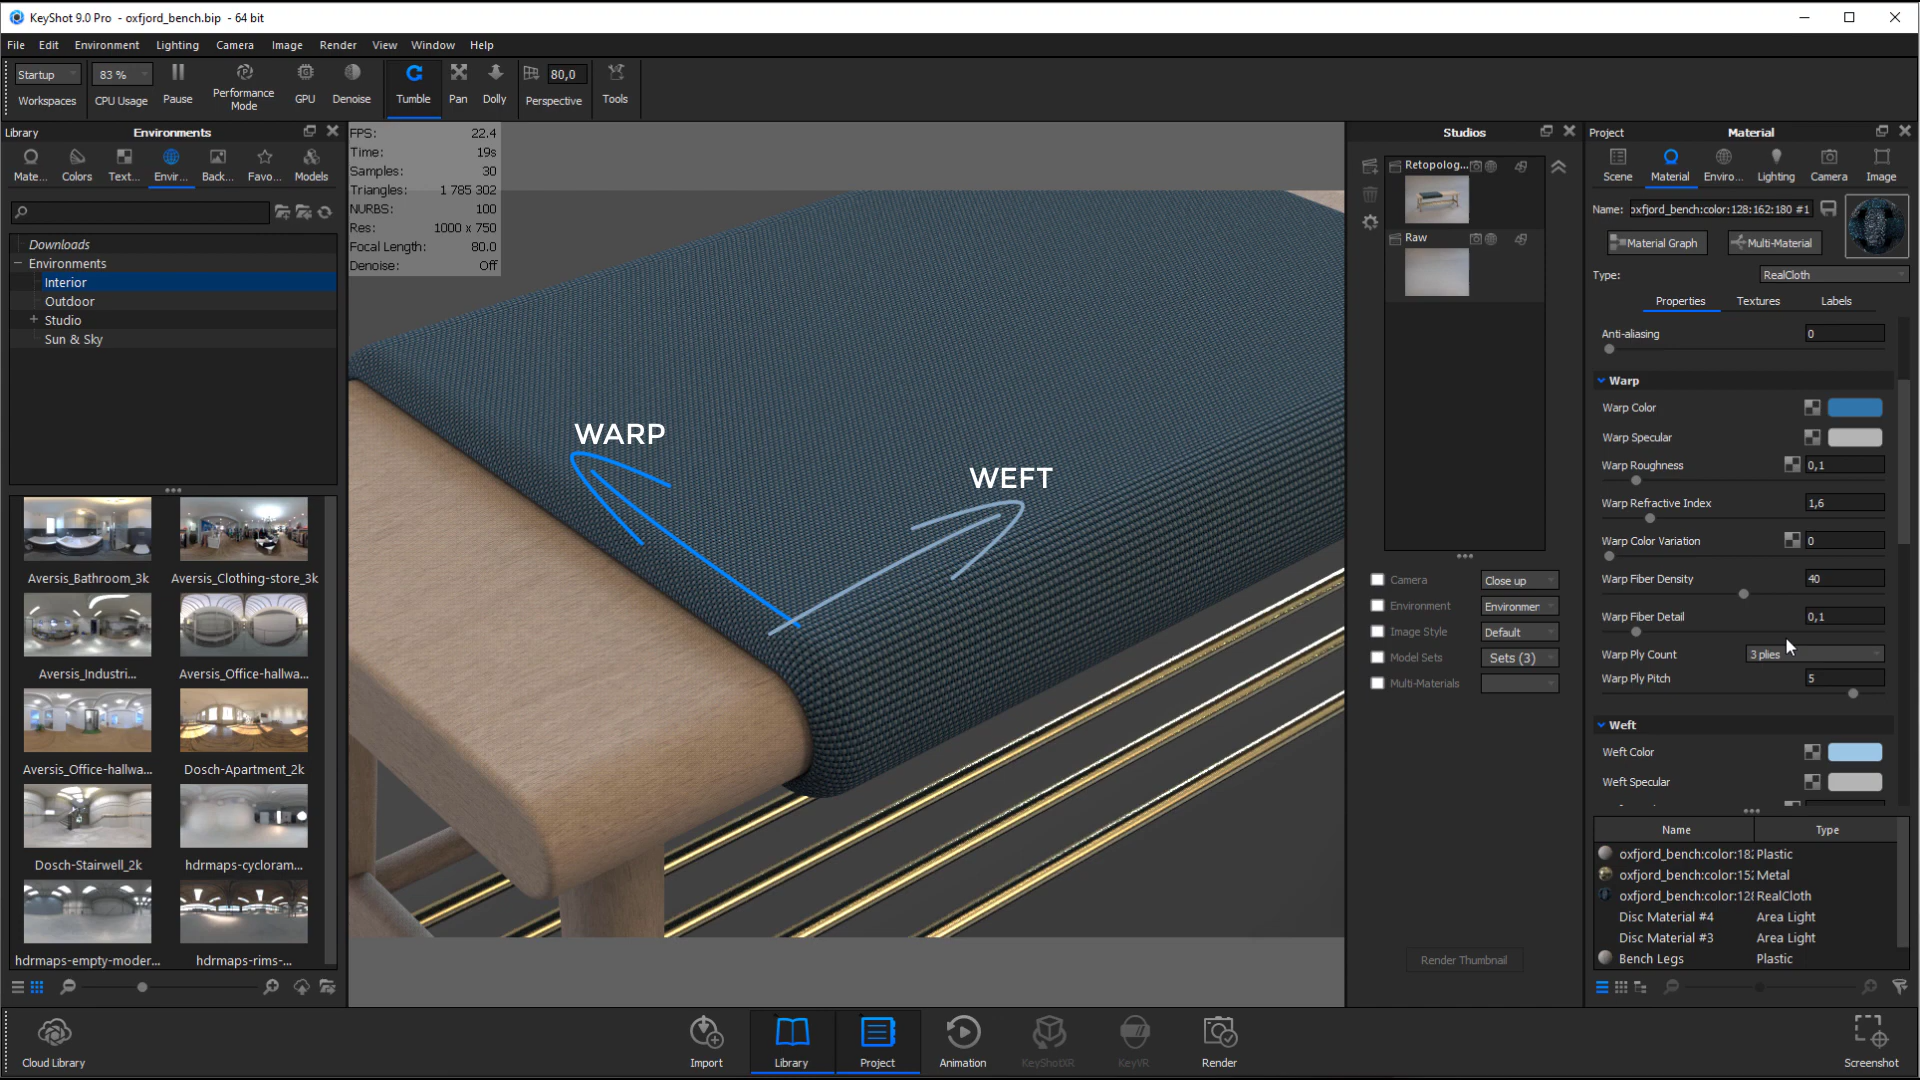 KeyShot 9.0 Pro - oxfjord_bench.bip - 64 bit
File Edit Environment Lighting Camera Image Render View Window Help
Startup
83 %
80,0
Workspaces
CPU Usage
Pause
Performance
Mode
GPU
Denoise
Tumble
Pan
Dolly
Perspective
Tools
Library
Environments
Mate...
Colors
Text...
Envir...
Back...
Favo...
Models
Downloads
Environments
Interior
Outdoor
Studio
Sun & Sky
Aversis_Bathroom_3k
Aversis_Clothing-store_3k
Aversis_Industri...
Aversis_Office-hallwa...
Aversis_Office-hallwa...
Dosch-Apartment_2k
Dosch-Stairwell_2k
hdrmaps-cycloram...
hdrmaps-empty-moder...
hdrmaps-rims-...
FPS: 22.4
Time: 19s
Samples: 30
Triangles: 1 785 302
NURBS: 100
Res: 1000 x 750
Focal Length: 80.0
Denoise: Off
WARP
WEFT
Studios
Retopolog...
Raw
Camera Close up
Environment Environmer
Image Style Default
Model Sets Sets (3)
Multi-Materials
Render Thumbnail
Project
Material
Scene
Material
Enviro...
Lighting
Camera
Image
Name: oxfjord_bench:color:128:162:180 #1
Material Graph
Multi-Material
Type: RealCloth
Properties
Textures
Labels
Anti-aliasing 0
Warp
Warp Color
Warp Specular
Warp Roughness 0,1
Warp Refractive Index 1,6
Warp Color Variation 0
Warp Fiber Density 40
Warp Fiber Detail 0,1
Warp Ply Count 3 plies
Warp Ply Pitch 5
Weft
Weft Color
Weft Specular
Name Type
oxfjord_bench:color:182 Plastic
oxfjord_bench:color:152 Metal
oxfjord_bench:color:128 RealCloth
Disc Material #4 Area Light
Disc Material #3 Area Light
Bench Legs Plastic
Cloud Library
Import
Library
Project
Animation
KeyShotXR
KeyVR
Render
Screenshot